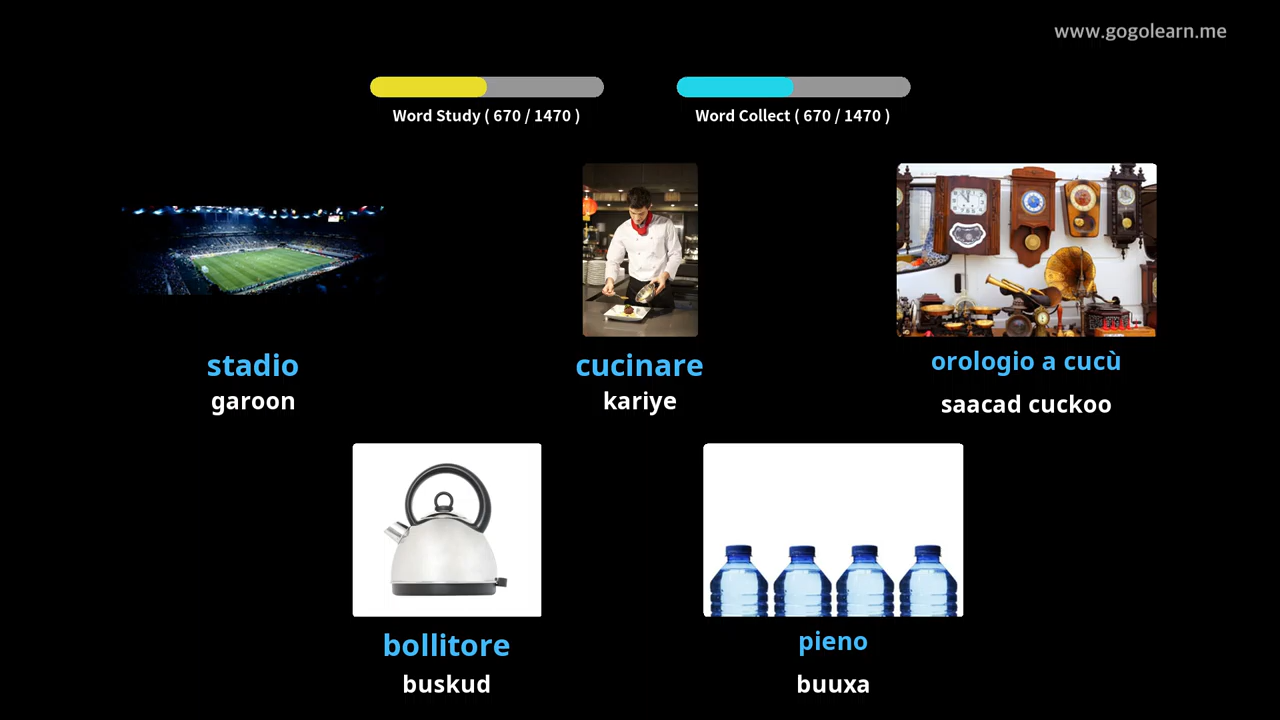 www.gogolearn.me
Word Study ( 670 / 1470 )
Word Collect ( 670 / 1470 )
stadio
garoon
cucinare
kariye
orologio a cucù
saacad cuckoo
bollitore
buskud
pieno
buuxa